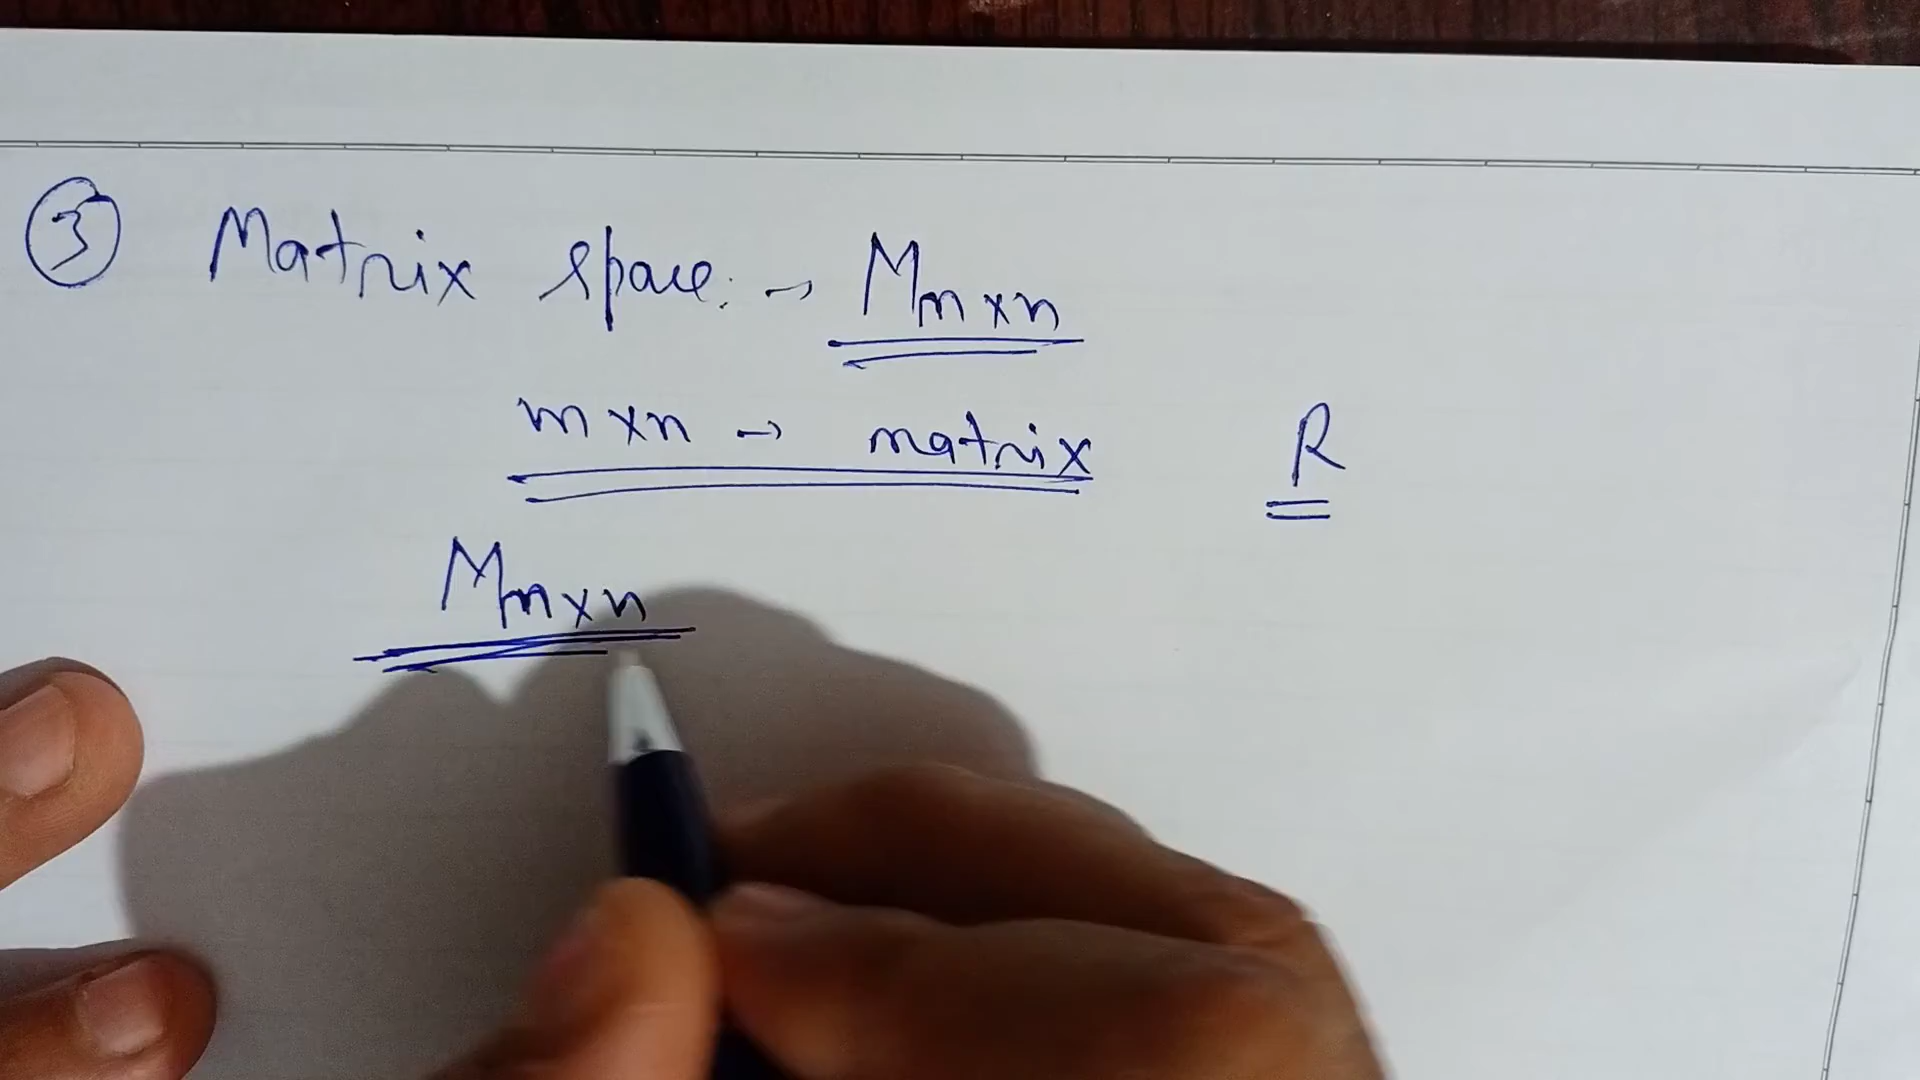 ③ Matrix space :→ Mm×n
m×n → matrix R
Mm×n